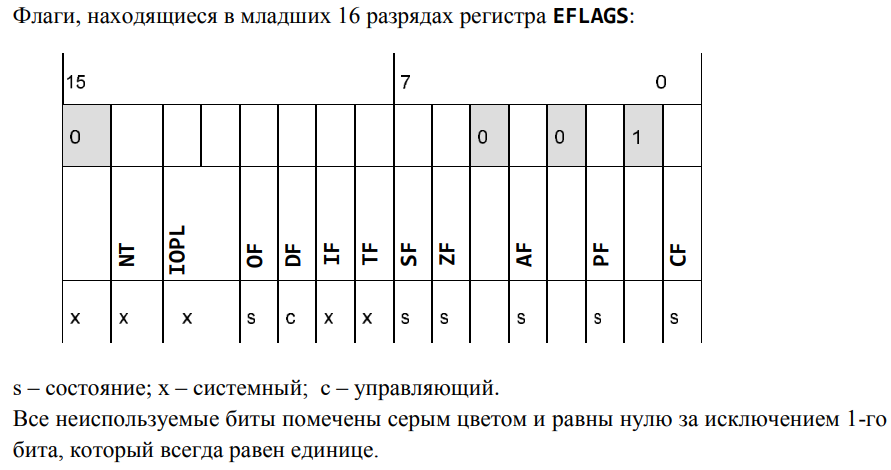 Флаги, находящиеся в младших 16 разрядах регистра EFLAGS:
15 7 0
0 0 0 1
NT IOPL OF DF IF TF SF ZF AF PF CF
x x x s c x x s s s s s
s – состояние; x – системный; c – управляющий.
Все неиспользуемые биты помечены серым цветом и равны нулю за исключением 1-го
бита, который всегда равен единице.